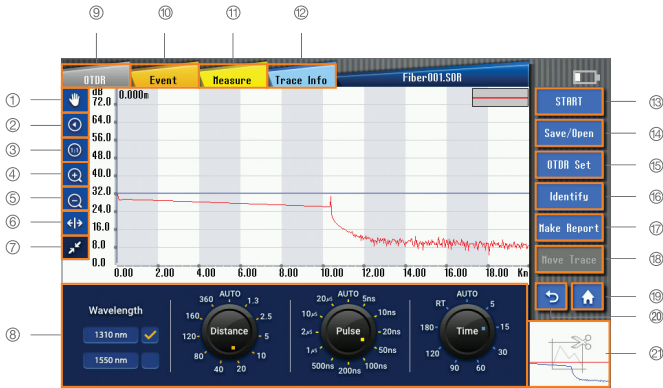 ⑨ ⑩ ⑪ ⑫
OTDR Event Measure Trace Info Fiber001.SOR
dB
72.0 0.000m
64.0
56.0
48.0
40.0
32.0
24.0
16.0
8.0
0.0
0.00 2.00 4.00 6.00 8.00 10.00 12.00 14.00 16.00 18.00 Km
① 
② 
③ 1:1
④ 
⑤ 
⑥ 
⑦ 
⑧ 
START ⑬
Save/Open ⑭
OTDR Set ⑮
Identify ⑯
Make Report ⑰
Move Trace ⑱
⑲
⑳
㉑
Wavelength
1310 nm
1550 nm
AUTO 1.3 2.5 5 10 20 40 80 120 160 360
Distance
AUTO 5ns 10ns 20ns 50ns 100ns 200ns 500ns 1μs 2μs 10μs 20μs
Pulse
AUTO 5 15 30 60 90 120 180 RT
Time